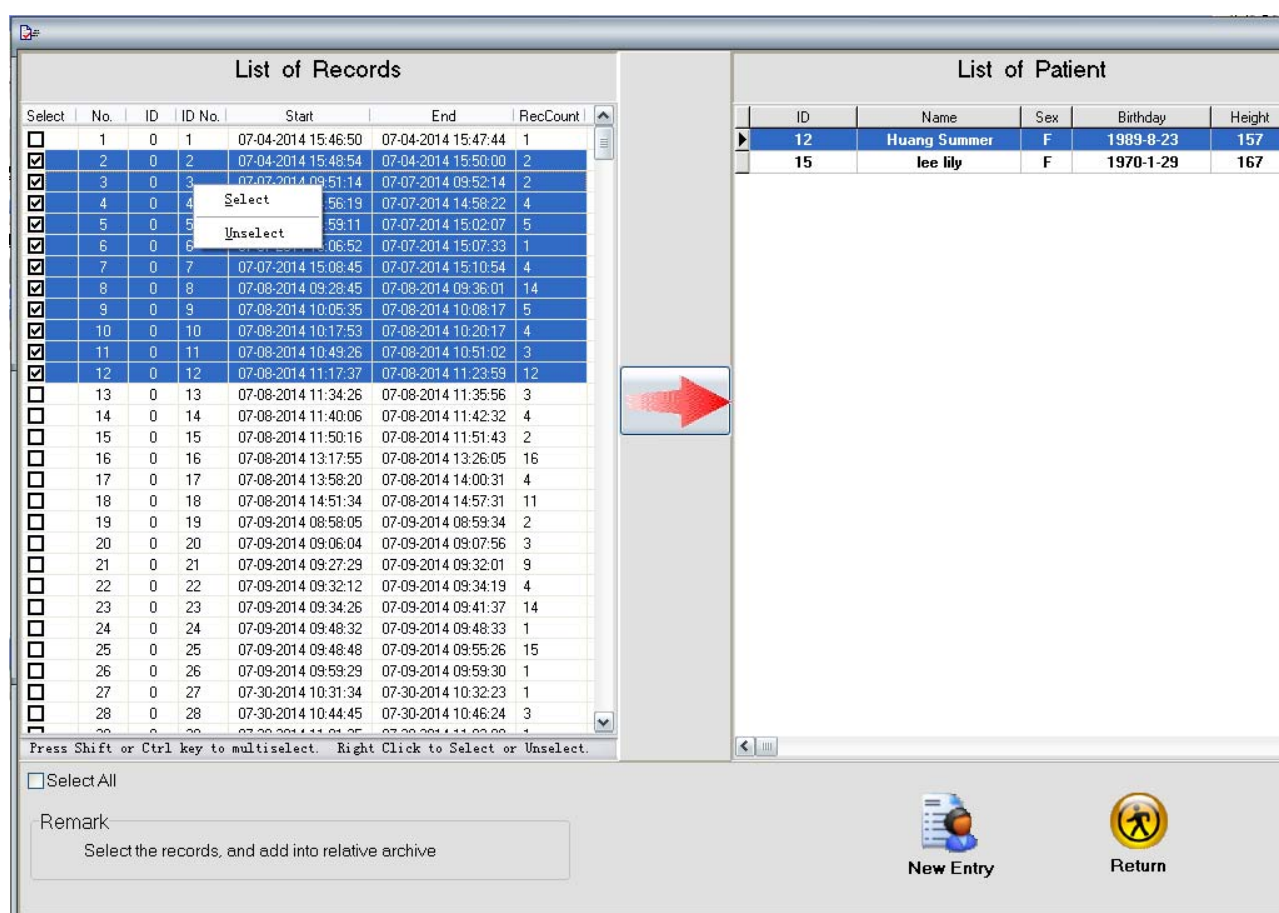 List of Records
Select No. ID ID No. Start End RecCount
1 0 1 07-04-2014 15:46:50 07-04-2014 15:47:44 1
2 0 2 07-04-2014 15:48:54 07-04-2014 15:50:00 2
3 0 3 07-07-2014 09:51:14 07-07-2014 09:52:14 2
4 0 4 :56:19 07-07-2014 14:58:22 4
5 0 5 :59:11 07-07-2014 15:02:07 5
6 0 6 :06:52 07-07-2014 15:07:33 1
7 0 7 07-07-2014 15:08:45 07-07-2014 15:10:54 4
8 0 8 07-08-2014 09:28:45 07-08-2014 09:36:01 14
9 0 9 07-08-2014 10:05:35 07-08-2014 10:08:17 5
10 0 10 07-08-2014 10:17:53 07-08-2014 10:20:17 4
11 0 11 07-08-2014 10:49:26 07-08-2014 10:51:02 3
12 0 12 07-08-2014 11:17:37 07-08-2014 11:23:59 12
13 0 13 07-08-2014 11:34:26 07-08-2014 11:35:56 3
14 0 14 07-08-2014 11:40:06 07-08-2014 11:42:32 4
15 0 15 07-08-2014 11:50:16 07-08-2014 11:51:43 2
16 0 16 07-08-2014 13:17:55 07-08-2014 13:26:05 16
17 0 17 07-08-2014 13:58:20 07-08-2014 14:00:31 4
18 0 18 07-08-2014 14:51:34 07-08-2014 14:57:31 11
19 0 19 07-09-2014 08:58:05 07-09-2014 08:59:34 2
20 0 20 07-09-2014 09:06:04 07-09-2014 09:07:56 3
21 0 21 07-09-2014 09:27:29 07-09-2014 09:32:01 9
22 0 22 07-09-2014 09:32:12 07-09-2014 09:34:19 4
23 0 23 07-09-2014 09:34:26 07-09-2014 09:41:37 14
24 0 24 07-09-2014 09:48:32 07-09-2014 09:48:33 1
25 0 25 07-09-2014 09:48:48 07-09-2014 09:55:26 15
26 0 26 07-09-2014 09:59:29 07-09-2014 09:59:30 1
27 0 27 07-30-2014 10:31:34 07-30-2014 10:32:23 1
28 0 28 07-30-2014 10:44:45 07-30-2014 10:46:24 3
Select
Unselect
Press Shift or Ctrl key to multiselect. Right Click to Select or Unselect.
Select All
Remark
Select the records, and add into relative archive
List of Patient
ID Name Sex Birthday Height
12 Huang Summer F 1989-8-23 157
15 lee lily F 1970-1-29 167
New Entry
Return